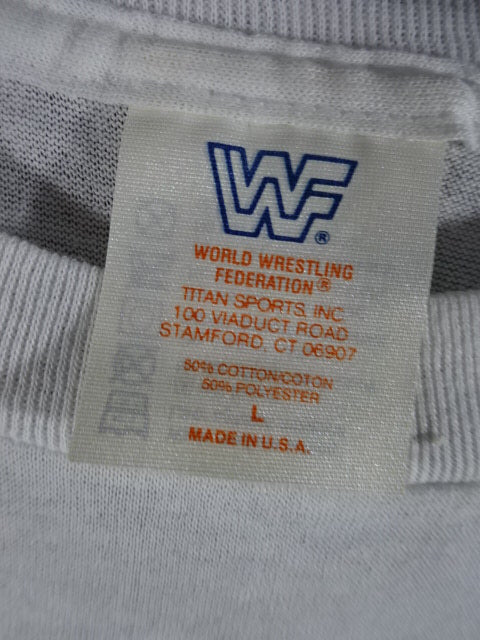 WF®
WORLD WRESTLING
FEDERATION®
TITAN SPORTS, INC.
100 VIADUCT ROAD
STAMFORD, CT 06907
50% COTTON/COTON
50% POLYESTER
L
MADE IN U.S.A.